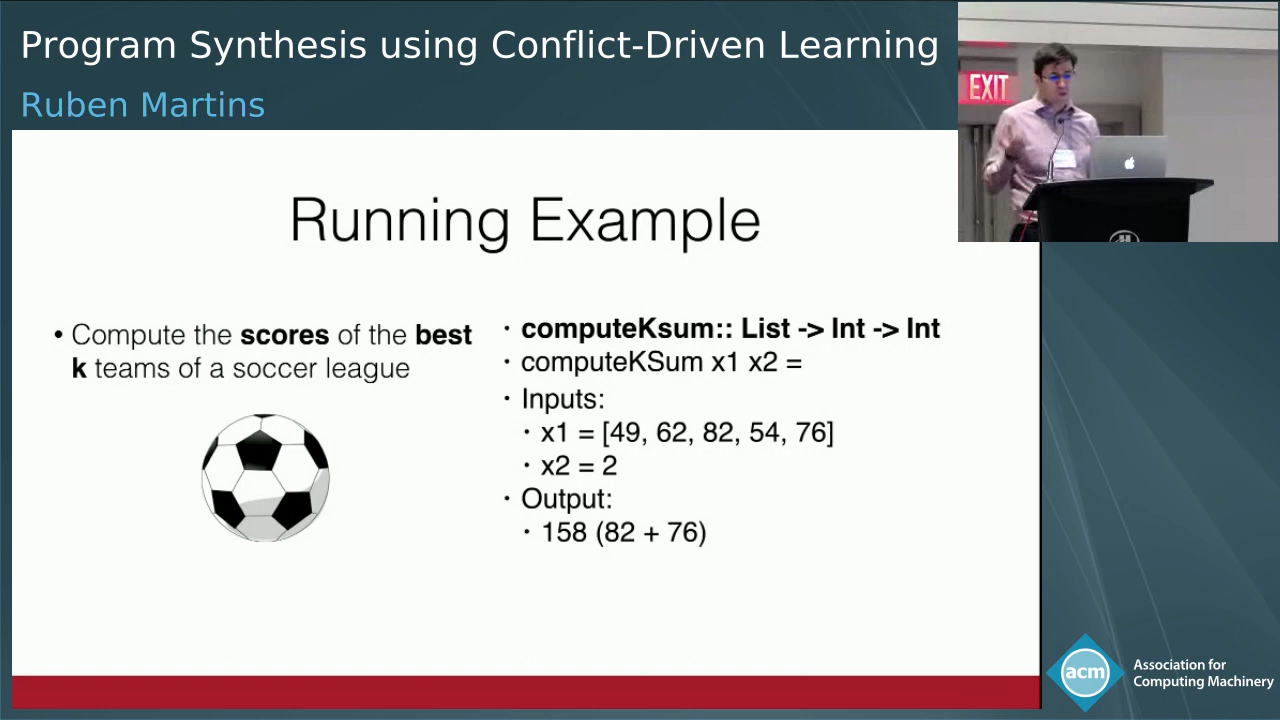 Program Synthesis using Conflict-Driven Learning
Ruben Martins
EXIT
Running Example
• Compute the scores of the best
k teams of a soccer league
· computeKsum:: List -> Int -> Int
· computeKSum x1 x2 =
· Inputs:
· x1 = [49, 62, 82, 54, 76]
· x2 = 2
· Output:
· 158 (82 + 76)
acm
Association for
Computing Machinery